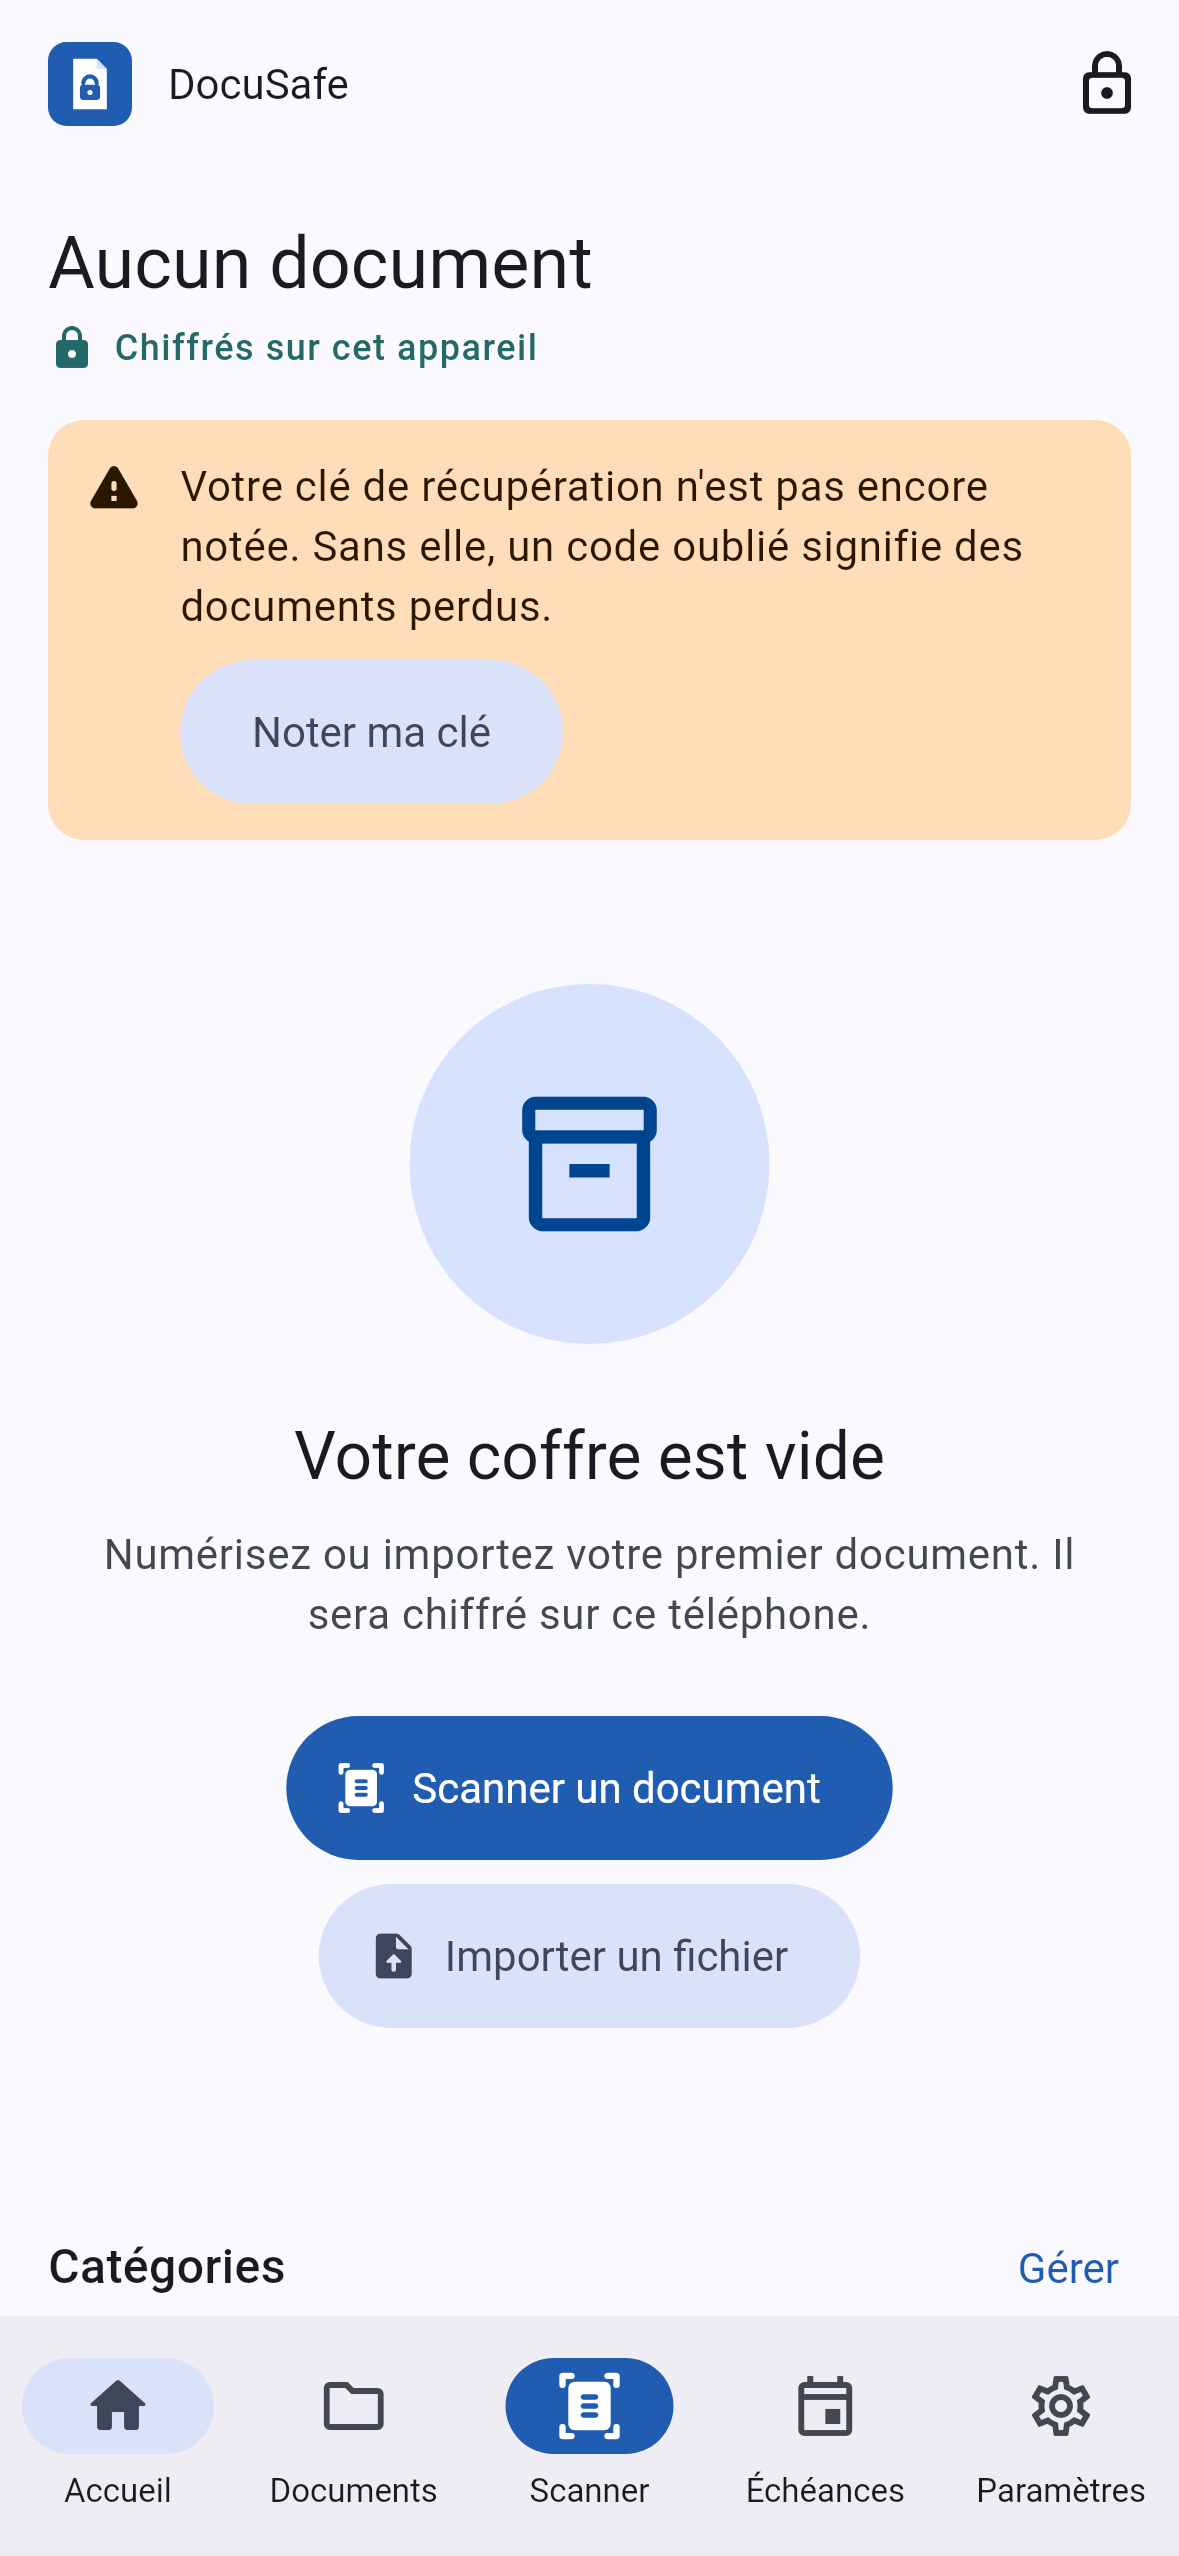 DocuSafe
Aucun document
Chiffrés sur cet appareil
Votre clé de récupération n'est pas encore
notée. Sans elle, un code oublié signifie des
documents perdus.
Noter ma clé
Votre coffre est vide
Numérisez ou importez votre premier document. Il
sera chiffré sur ce téléphone.
Scanner un document
Importer un fichier
Catégories
Gérer
Accueil
Documents
Scanner
Échéances
Paramètres